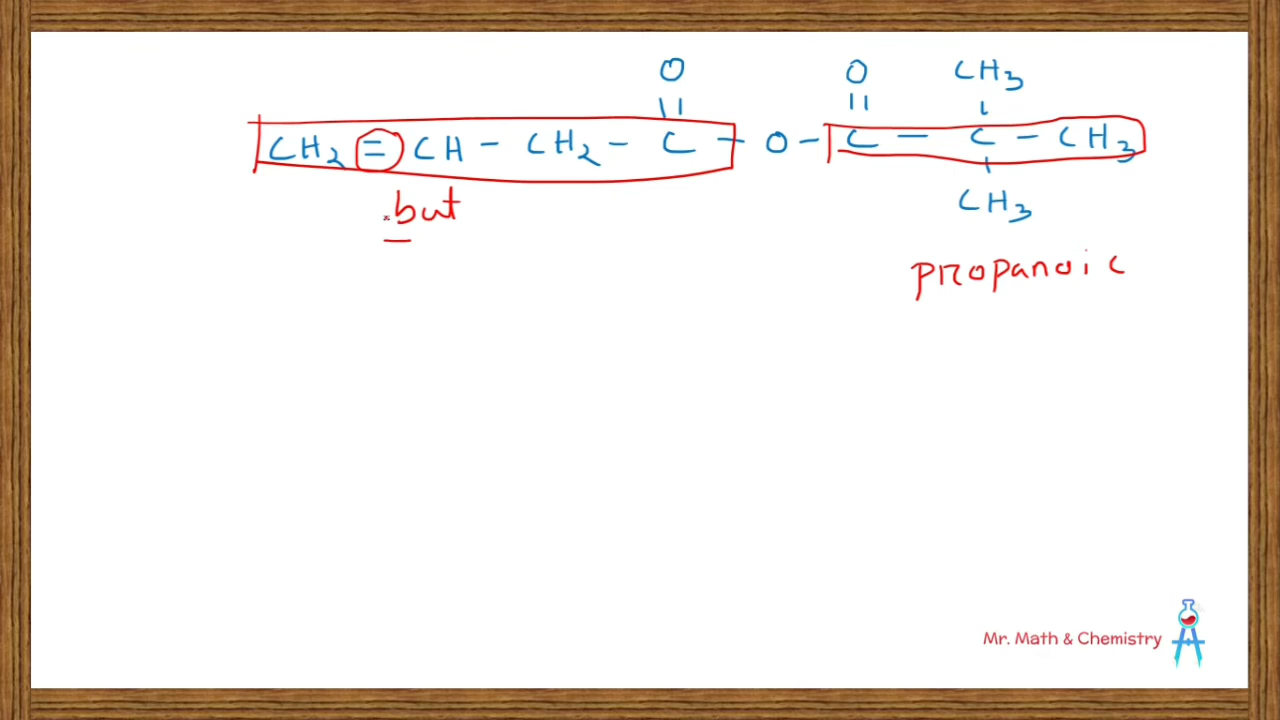 O O CH3
|| || |
CH2 = CH - CH2 - C - O - C - C - CH3
|
but CH3
propanoic
Mr. Math & Chemistry